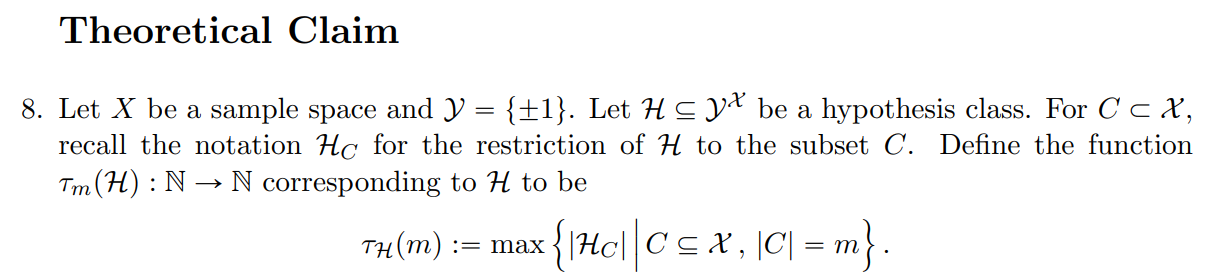 Theoretical Claim
8. Let X be a sample space and 𝒴 = {±1}. Let ℋ ⊆ 𝒴^𝒳 be a hypothesis class. For C ⊂ 𝒳,
recall the notation ℋ_C for the restriction of ℋ to the subset C. Define the function
τ_m(ℋ) : ℕ → ℕ corresponding to ℋ to be
τ_ℋ(m) := max {|ℋ_C| | C ⊆ 𝒳, |C| = m}.